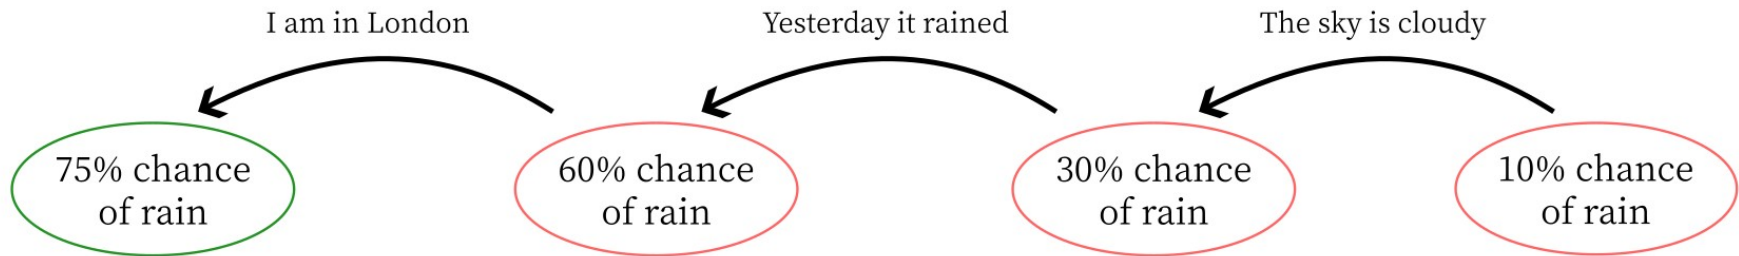 I am in London
Yesterday it rained
The sky is cloudy
75% chance
of rain
60% chance
of rain
30% chance
of rain
10% chance
of rain